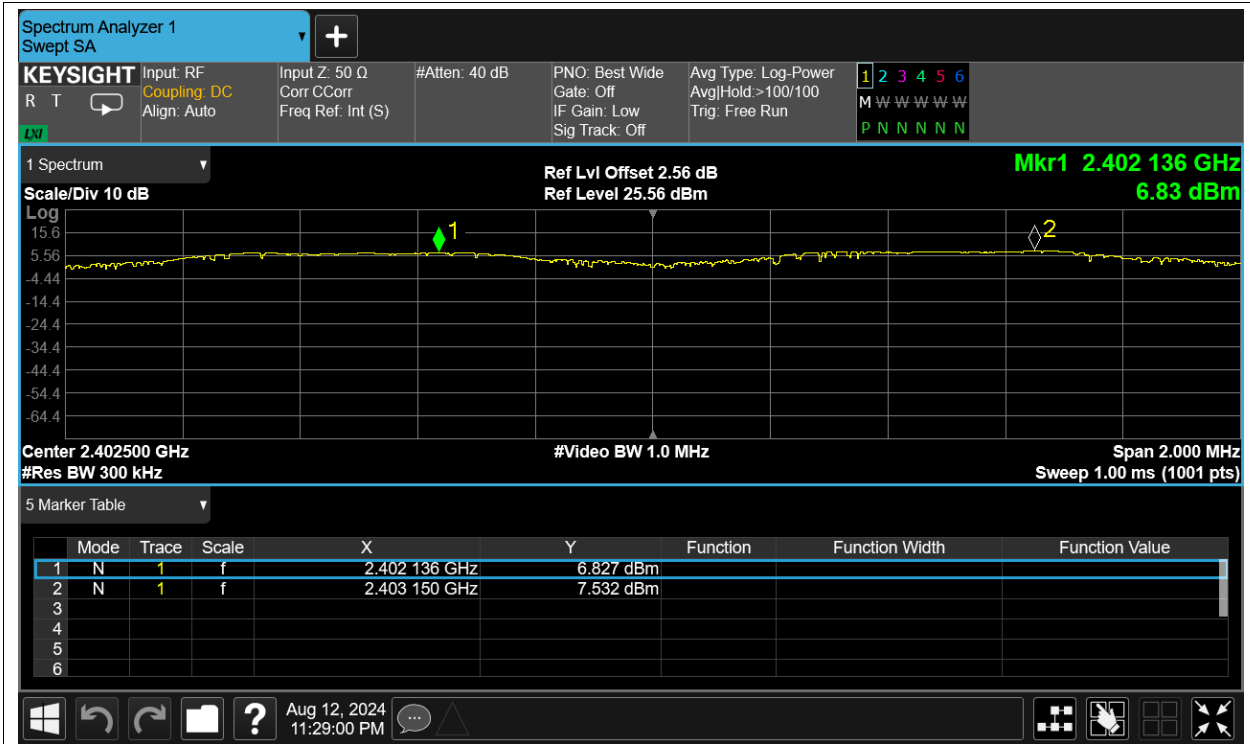 Spectrum Analyzer 1
Swept SA
KEYSIGHT
R T
LXI
Input: RF
Coupling: DC
Align: Auto
Input Z: 50 Ω
Corr CCorr
Freq Ref: Int (S)
#Atten: 40 dB
PNO: Best Wide
Gate: Off
IF Gain: Low
Sig Track: Off
Avg Type: Log-Power
Avg|Hold:>100/100
Trig: Free Run
1 2 3 4 5 6
M W W W W W
P N N N N N
1 Spectrum
Scale/Div 10 dB
Ref Lvl Offset 2.56 dB
Ref Level 25.56 dBm
Mkr1 2.402 136 GHz
6.83 dBm
Log
15.6
5.56
-4.44
-14.4
-24.4
-34.4
-44.4
-54.4
-64.4
1
2
Center 2.402500 GHz
#Video BW 1.0 MHz
Span 2.000 MHz
#Res BW 300 kHz
Sweep 1.00 ms (1001 pts)
5 Marker Table
Mode Trace Scale X Y Function Function Width Function Value
1 N 1 f 2.402 136 GHz 6.827 dBm
2 N 1 f 2.403 150 GHz 7.532 dBm
3
4
5
6
?
Aug 12, 2024
11:29:00 PM